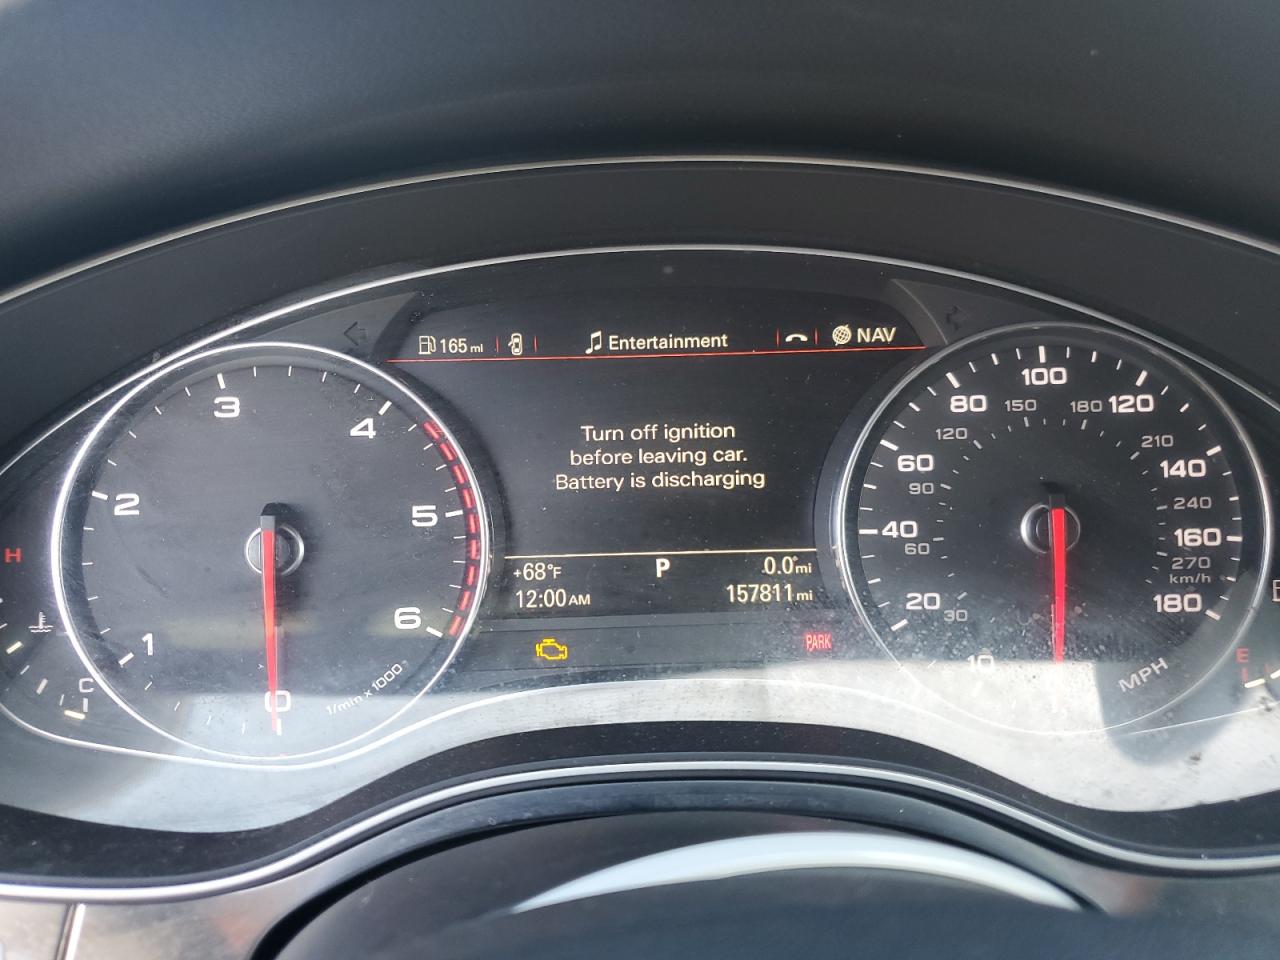 165 mi
Entertainment
NAV
Turn off ignition
before leaving car.
Battery is discharging
+68°F
P
0.0 mi
12:00 AM
157811 mi
PARK
0
1
2
3
4
5
6
1/min x 1000
H
C
10
20
40
60
80
100
120
140
160
180
30
60
90
120
150
180
210
240
270
km/h
MPH
E